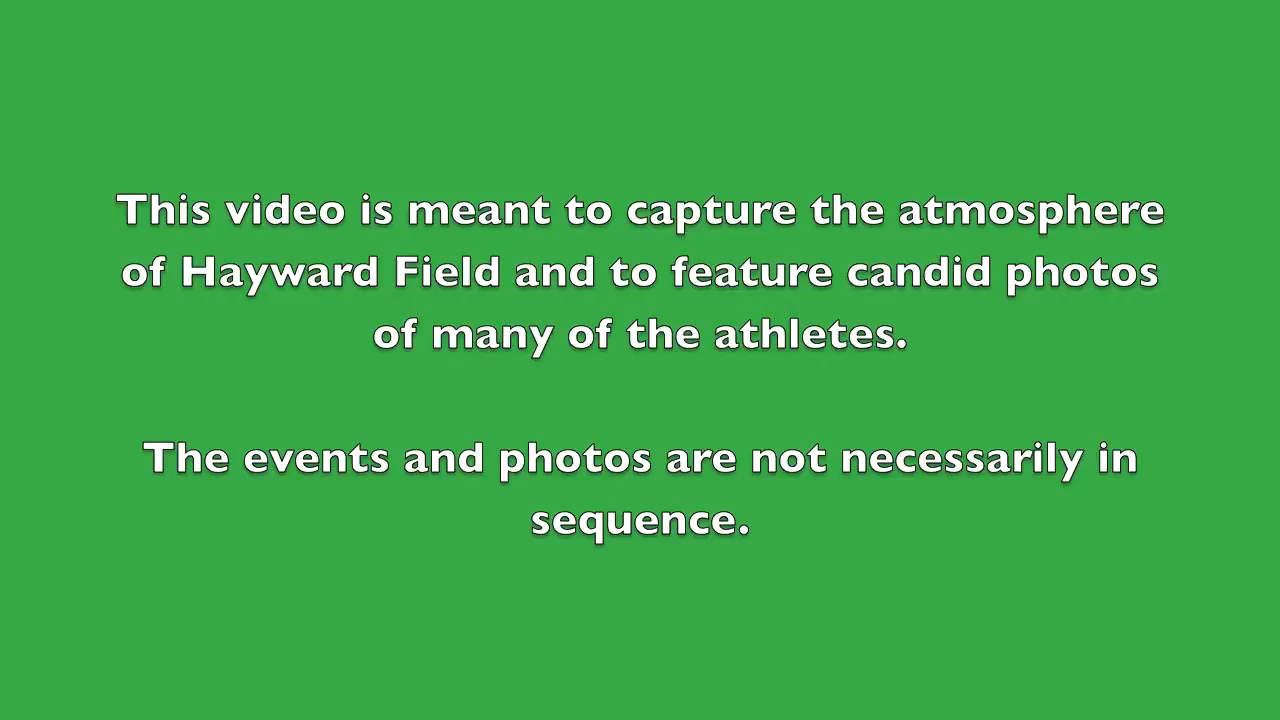 This video is meant to capture the atmosphere
of Hayward Field and to feature candid photos
of many of the athletes.
The events and photos are not necessarily in
sequence.